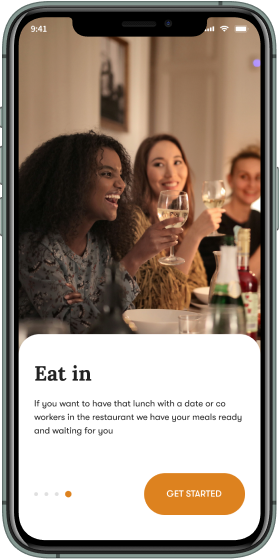 9:41
Eat in
If you want to have that lunch with a date or co
workers in the restaurant we have your meals ready
and waiting for you
GET STARTED